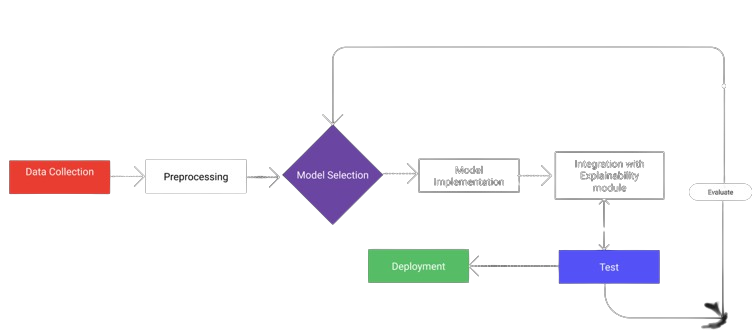 Data Collection
Preprocessing
Model Selection
Model
Implementation
Integration with
Explainability
module
Evaluate
Deployment
Test